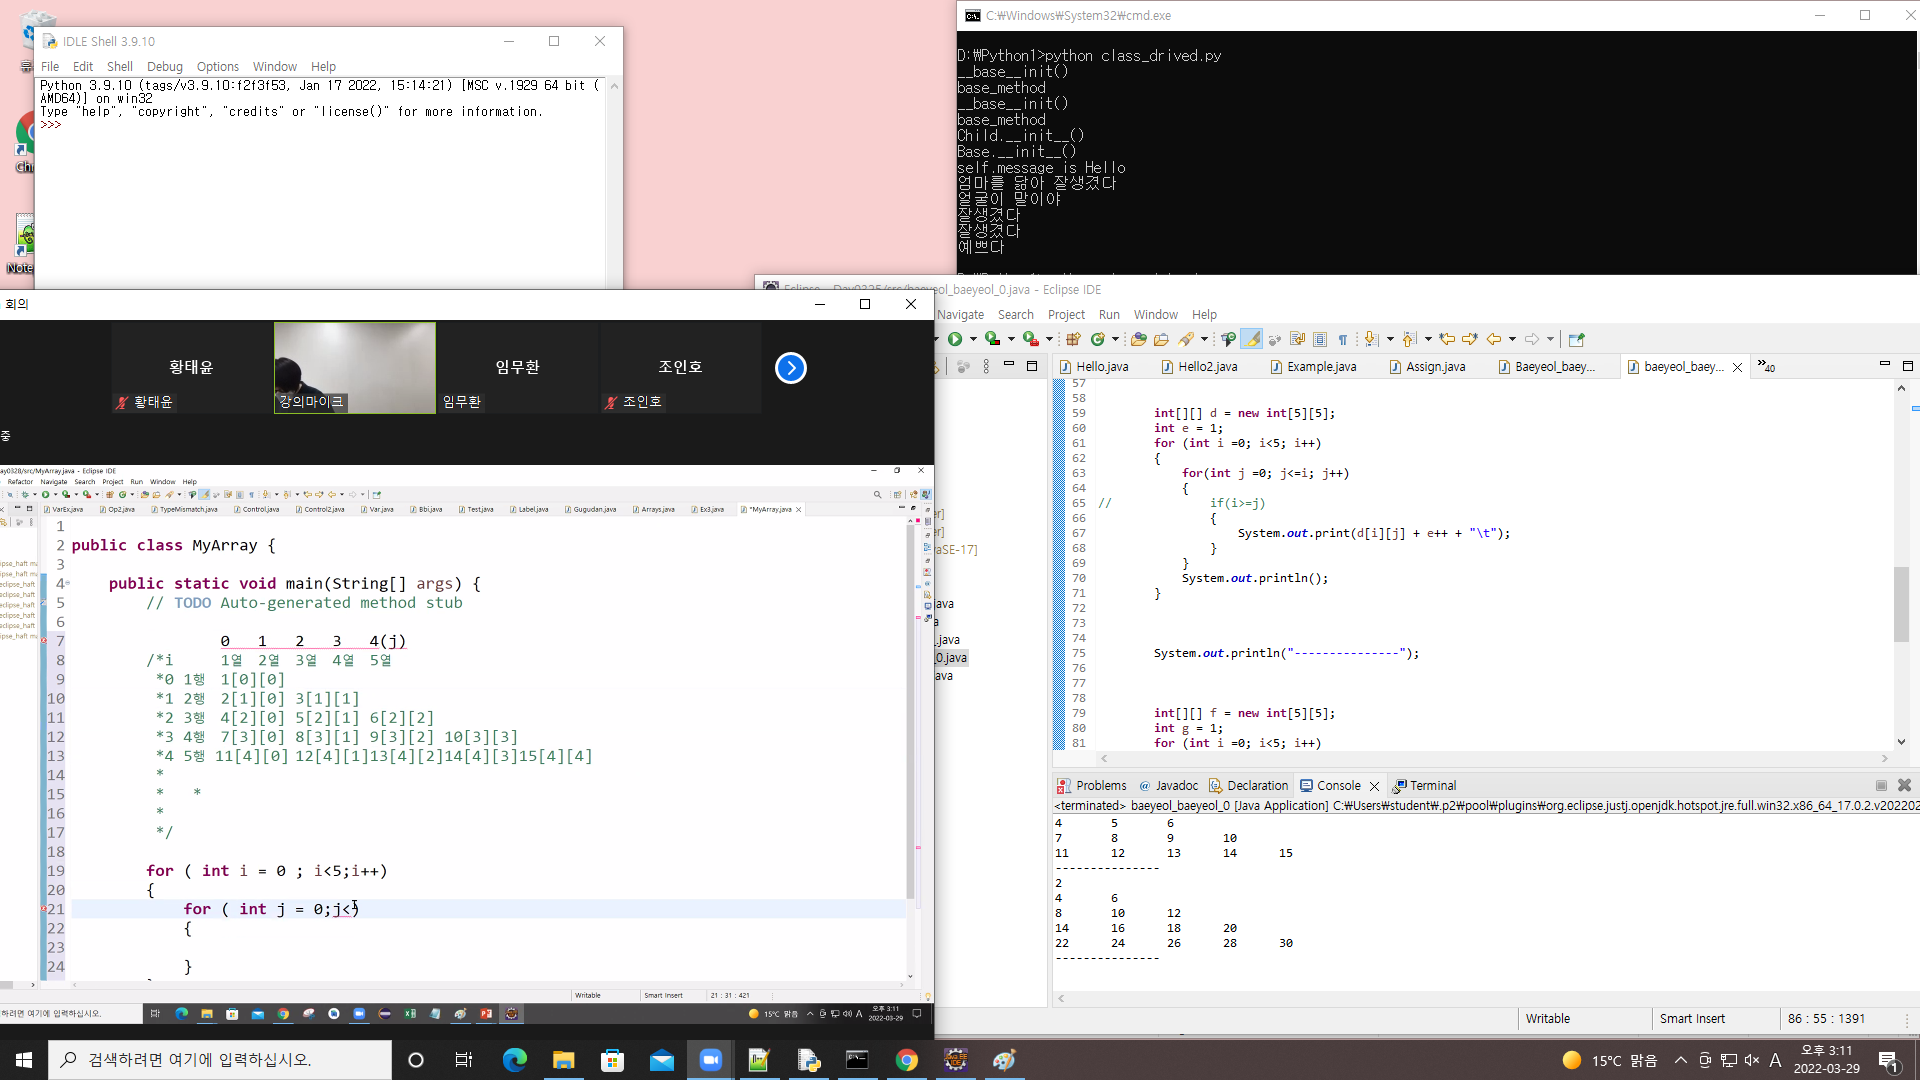 IDLE Shell 3.9.10
File Edit Shell Debug Options Window Help
Python 3.9.10 (tags/v3.9.10:f2f3f53, Jan 17 2022, 15:14:21) [MSC v.1929 64 bit (
AMD64)] on win32
Type "help", "copyright", "credits" or "license()" for more information.
>>>
C:₩Windows₩System32₩cmd.exe
D:₩Python1>python class_drived.py
__base__init()
base_method
__base__init()
base_method
Child.__init__()
Base.__init__()
self.message is Hello
엄마를 닮아 잘생겼다
얼굴이 말이야
잘생겼다
잘생겼다
예쁘다
회의
황태윤 임무환 조인호
황태윤 강의마이크 임무환 조인호
중
ay0328/src/MyArray.java - Eclipse IDE
Refactor Navigate Search Project Run Window Help
VarEx.java Op2.java TypeMismatch.java Control.java Control2.java Var.java Bbi.java Test.java Label.java Gugudan.java Arrays.java Ex3.java *MyArray.java
1
2 public class MyArray {
3
4 public static void main(String[] args) {
5 // TODO Auto-generated method stub
6
7 0 1 2 3 4(j)
8 /*i 1열 2열 3열 4열 5열
9 *0 1행 1[0][0]
10 *1 2행 2[1][0] 3[1][1]
11 *2 3행 4[2][0] 5[2][1] 6[2][2]
12 *3 4행 7[3][0] 8[3][1] 9[3][2] 10[3][3]
13 *4 5행 11[4][0] 12[4][1]13[4][2]14[4][3]15[4][4]
14 *
15 * *
16 *
17 */
18
19 for ( int i = 0 ; i<5;i++)
20 {
21 for ( int j = 0;j<)
22 {
23
24 }
Writable Smart Insert 21 : 31 : 421
하려면 여기에 입력하십시오.
15°C 맑음 A 오후 3:11
2022-03-29
Eclipse - Day0325/src/baeyeol_baeyeol_0.java - Eclipse IDE
Navigate Search Project Run Window Help
Hello.java Hello2.java Example.java Assign.java Baeyeol_baey... baeyeol_baey... 40
57
58
59 int[][] d = new int[5][5];
60 int e = 1;
61 for (int i =0; i<5; i++)
62 {
63 for(int j =0; j<=i; j++)
64 {
65 // if(i>=j)
66 {
67 System.out.print(d[i][j] + e++ + "\t");
68 }
69 }
70 System.out.println();
71 }
72
73
74
75 System.out.println("---------------");
76
77
78
79 int[][] f = new int[5][5];
80 int g = 1;
81 for (int i =0; i<5; i++)
Problems Javadoc Declaration Console Terminal
<terminated> baeyeol_baeyeol_0 [Java Application] C:₩Users₩student₩.p2₩pool₩plugins₩org.eclipse.justj.openjdk.hotspot.jre.full.win32.x86_64_17.0.2.v202202
4 5 6
7 8 9 10
11 12 13 14 15
---------------
2
4 6
8 10 12
14 16 18 20
22 24 26 28 30
---------------
Writable Smart Insert 86 : 55 : 1391
검색하려면 여기에 입력하십시오.
15°C 맑음 A 오후 3:11
2022-03-29
1